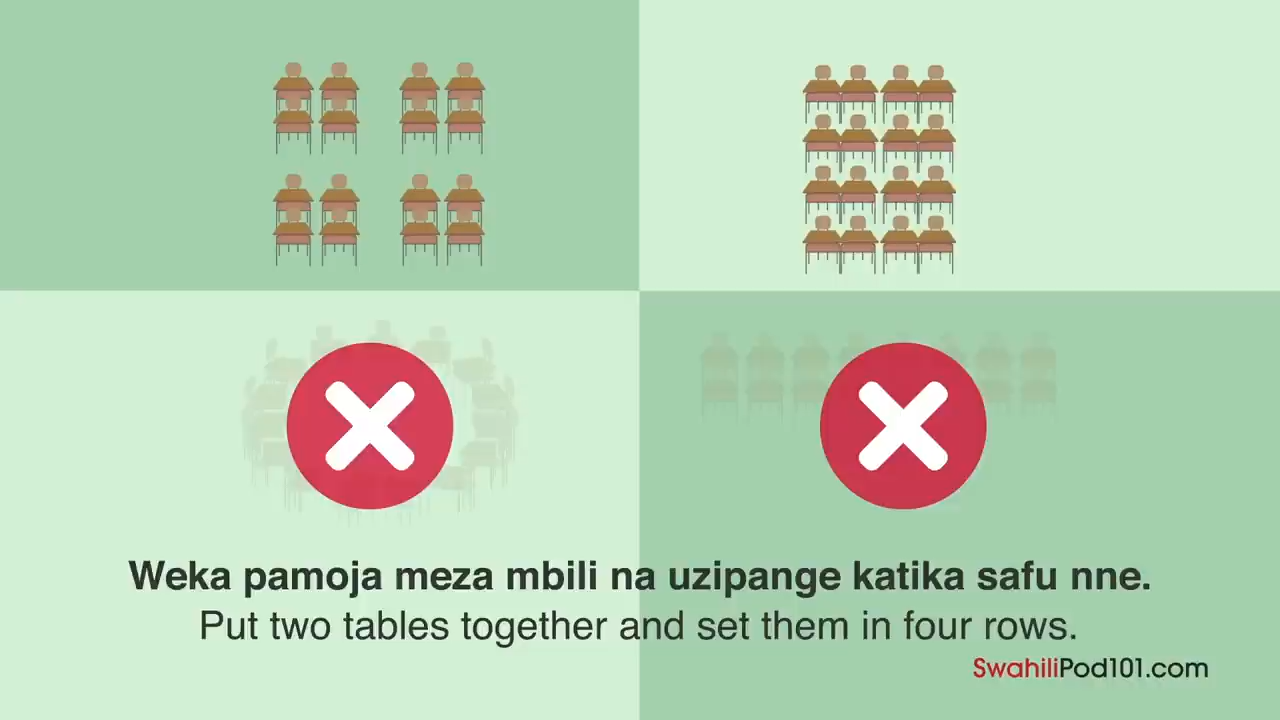 Weka pamoja meza mbili na uzipange katika safu nne.
Put two tables together and set them in four rows.
SwahiliPod101.com